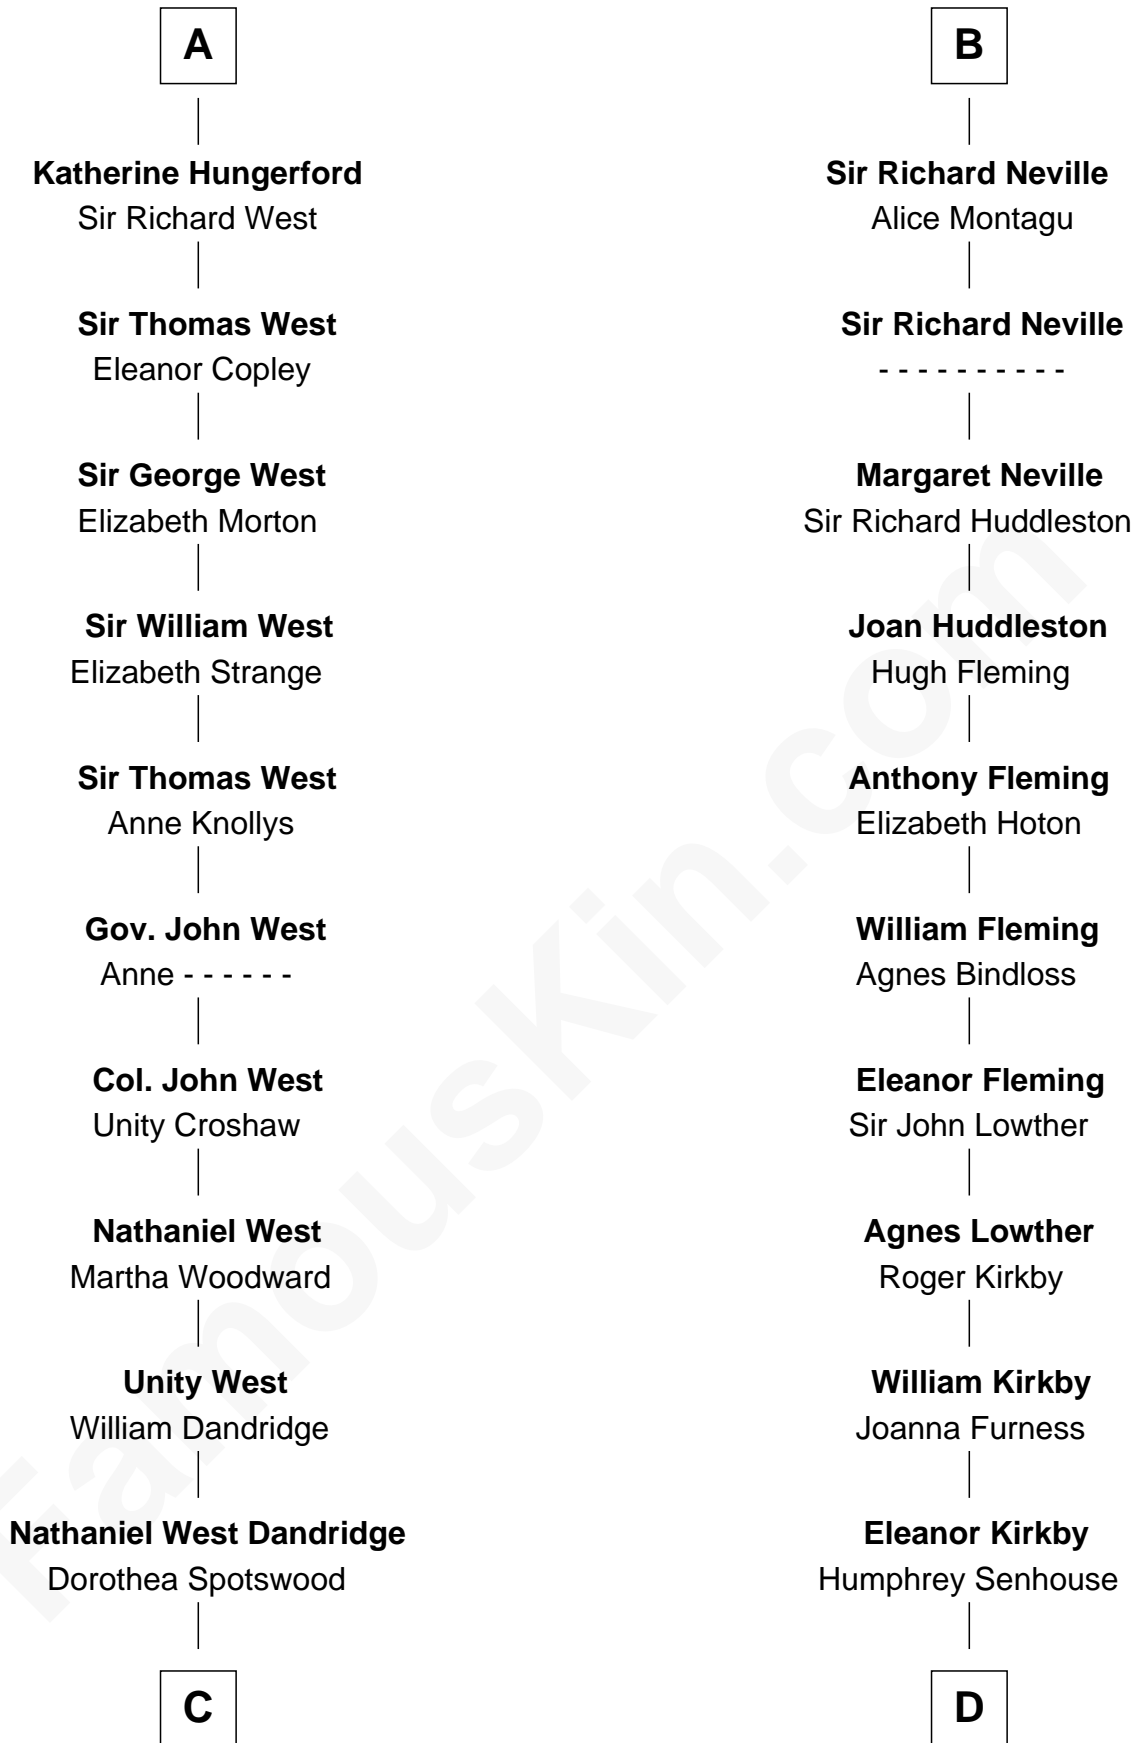 A
Katherine Hungerford
Sir Richard West
Sir Thomas West
Eleanor Copley
Sir George West
Elizabeth Morton
Sir William West
Elizabeth Strange
Sir Thomas West
Anne Knollys
Gov. John West
Anne - - - - - -
Col. John West
Unity Croshaw
Nathaniel West
Martha Woodward
Unity West
William Dandridge
Nathaniel West Dandridge
Dorothea Spotswood
C
B
Sir Richard Neville
Alice Montagu
Sir Richard Neville
- - - - - - - - - -
Margaret Neville
Sir Richard Huddleston
Joan Huddleston
Hugh Fleming
Anthony Fleming
Elizabeth Hoton
William Fleming
Agnes Bindloss
Eleanor Fleming
Sir John Lowther
Agnes Lowther
Roger Kirkby
William Kirkby
Joanna Furness
Eleanor Kirkby
Humphrey Senhouse
D
FamousKin.com